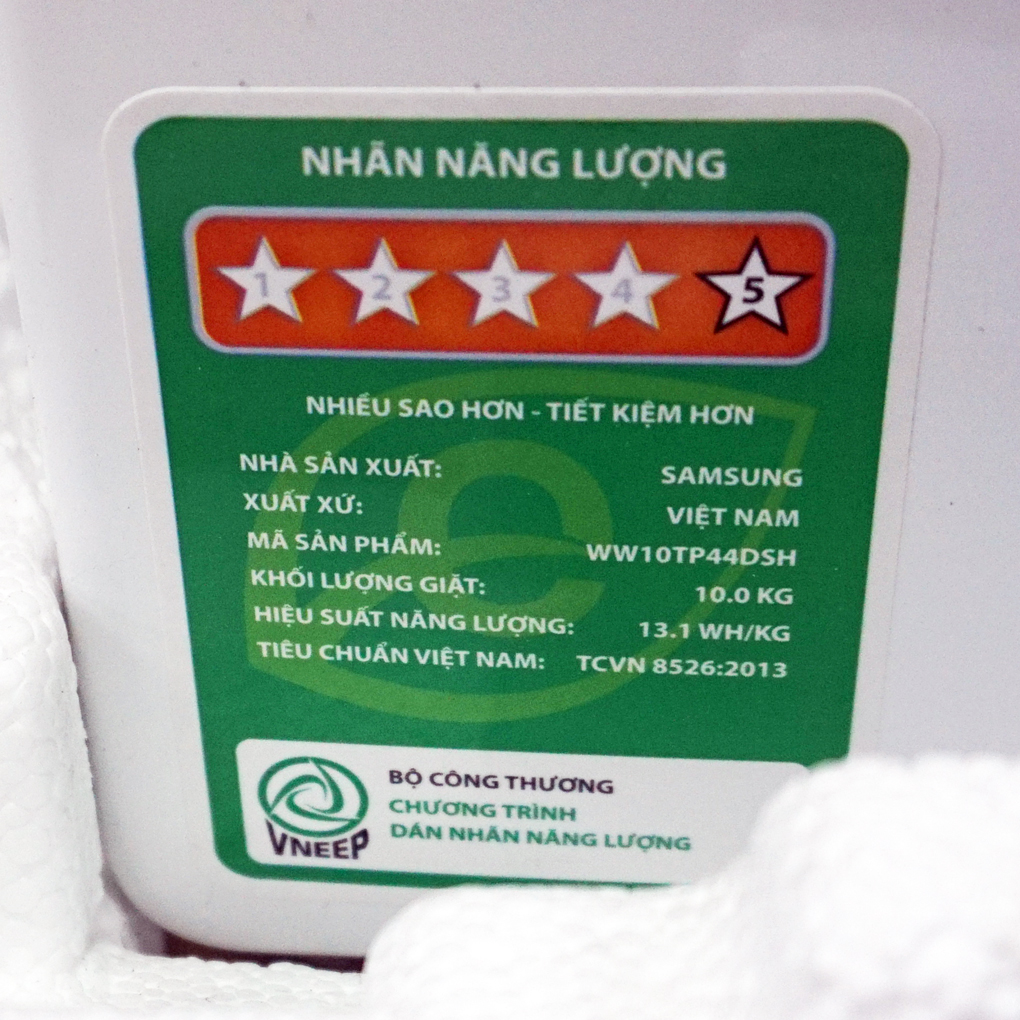 NHÃN NĂNG LƯỢNG
1 2 3 4 5
NHIỀU SAO HƠN - TIẾT KIỆM HƠN
NHÀ SẢN XUẤT: SAMSUNG
XUẤT XỨ: VIỆT NAM
MÃ SẢN PHẨM: WW10TP44DSH
KHỐI LƯỢNG GIẶT: 10.0 KG
HIỆU SUẤT NĂNG LƯỢNG: 13.1 WH/KG
TIÊU CHUẨN VIỆT NAM: TCVN 8526:2013
BỘ CÔNG THƯƠNG
CHƯƠNG TRÌNH
DÁN NHÃN NĂNG LƯỢNG
VNEEP